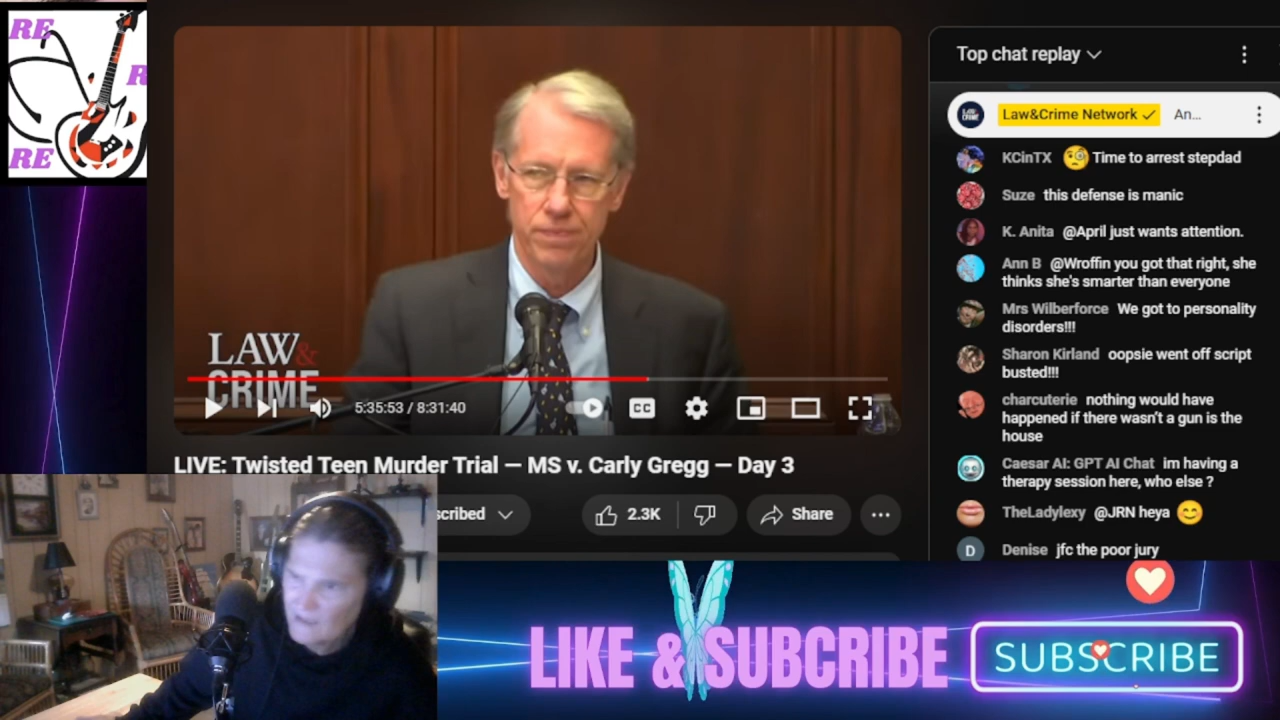 RE
R
RE
LAW&
CRIME
5:35:53 / 8:31:40
CC
LIVE: Twisted Teen Murder Trial — MS v. Carly Gregg — Day 3
scribed
2.3K
Share
Top chat replay
LAW&
CRIME
Law&Crime Network
An...
KCinTX 🧐 Time to arrest stepdad
Suze this defense is manic
K. Anita @April just wants attention.
Ann B @Wroffin you got that right, she
thinks she's smarter than everyone
Mrs Wilberforce We got to personality
disorders!!!
Sharon Kirland oopsie went off script
busted!!!
charcuterie nothing would have
happened if there wasn't a gun is the
house
Caesar AI: GPT AI Chat im having a
therapy session here, who else ?
TheLadylexy @JRN heya 😊
D
Denise jfc the poor jury
LIKE & SUBCRIBE
SUBSCRIBE